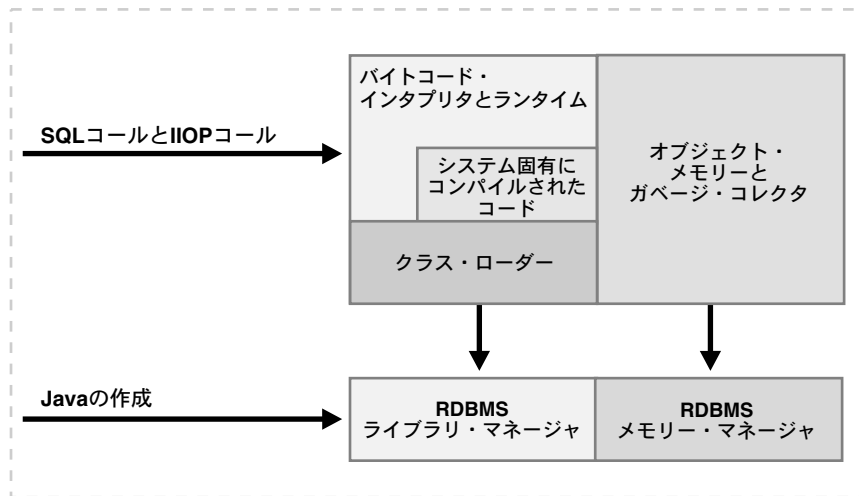 バイトコード・
インタプリタとランタイム
SQLコールとIIOPコール
システム固有に
コンパイルされた
コード
オブジェクト・
メモリーと
ガベージ・コレクタ
クラス・ローダー
Javaの作成
RDBMS
ライブラリ・マネージャ
RDBMS
メモリー・マネージャ